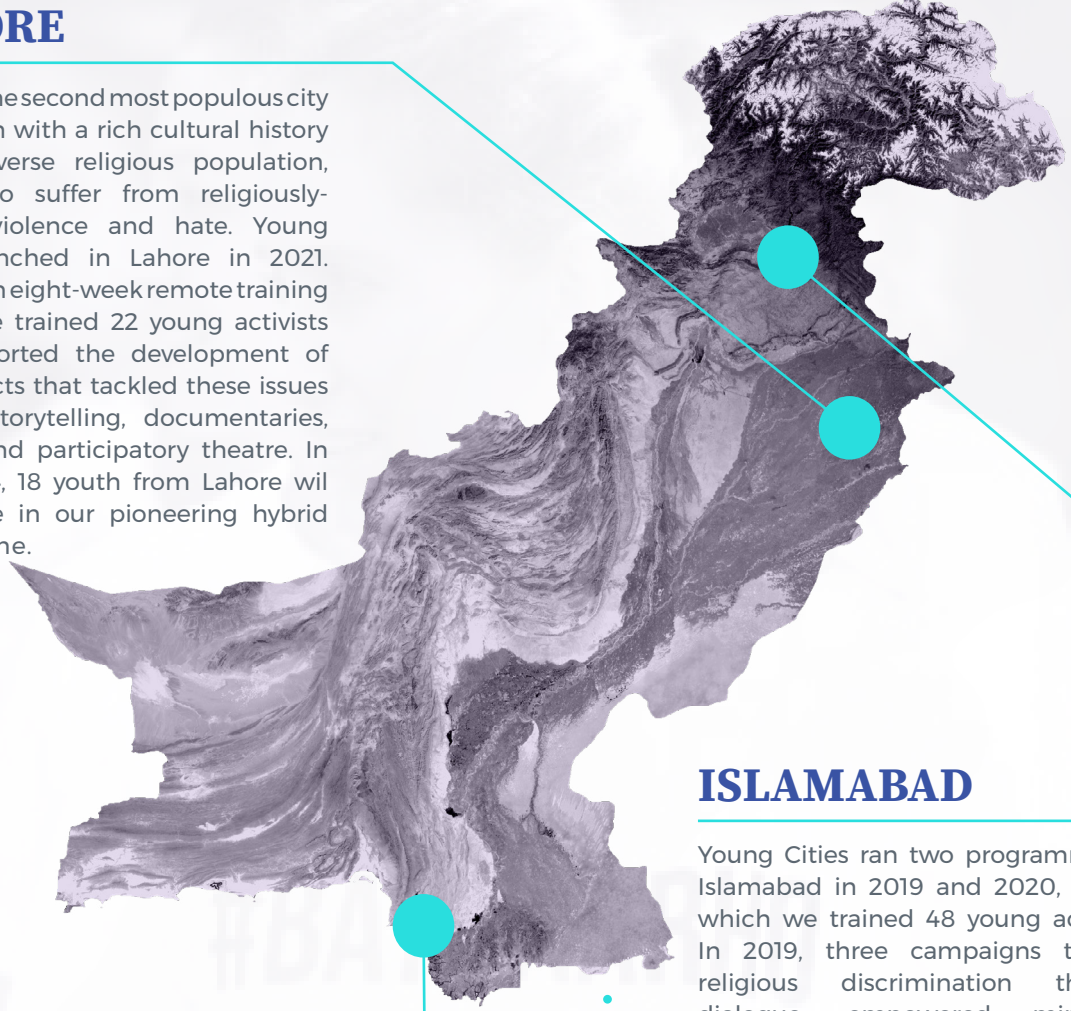 ORE
he second most populous city
n with a rich cultural history
verse religious population,
o suffer from religiously-
violence and hate. Young
nched in Lahore in 2021.
n eight-week remote training
e trained 22 young activists
orted the development of
cts that tackled these issues
torytelling, documentaries,
nd participatory theatre. In
, 18 youth from Lahore wil
e in our pioneering hybrid
ne.
ISLAMABAD
Young Cities ran two programm
Islamabad in 2019 and 2020,
which we trained 48 young ac
In 2019, three campaigns t
religious discrimination th
dialogue, empowered min